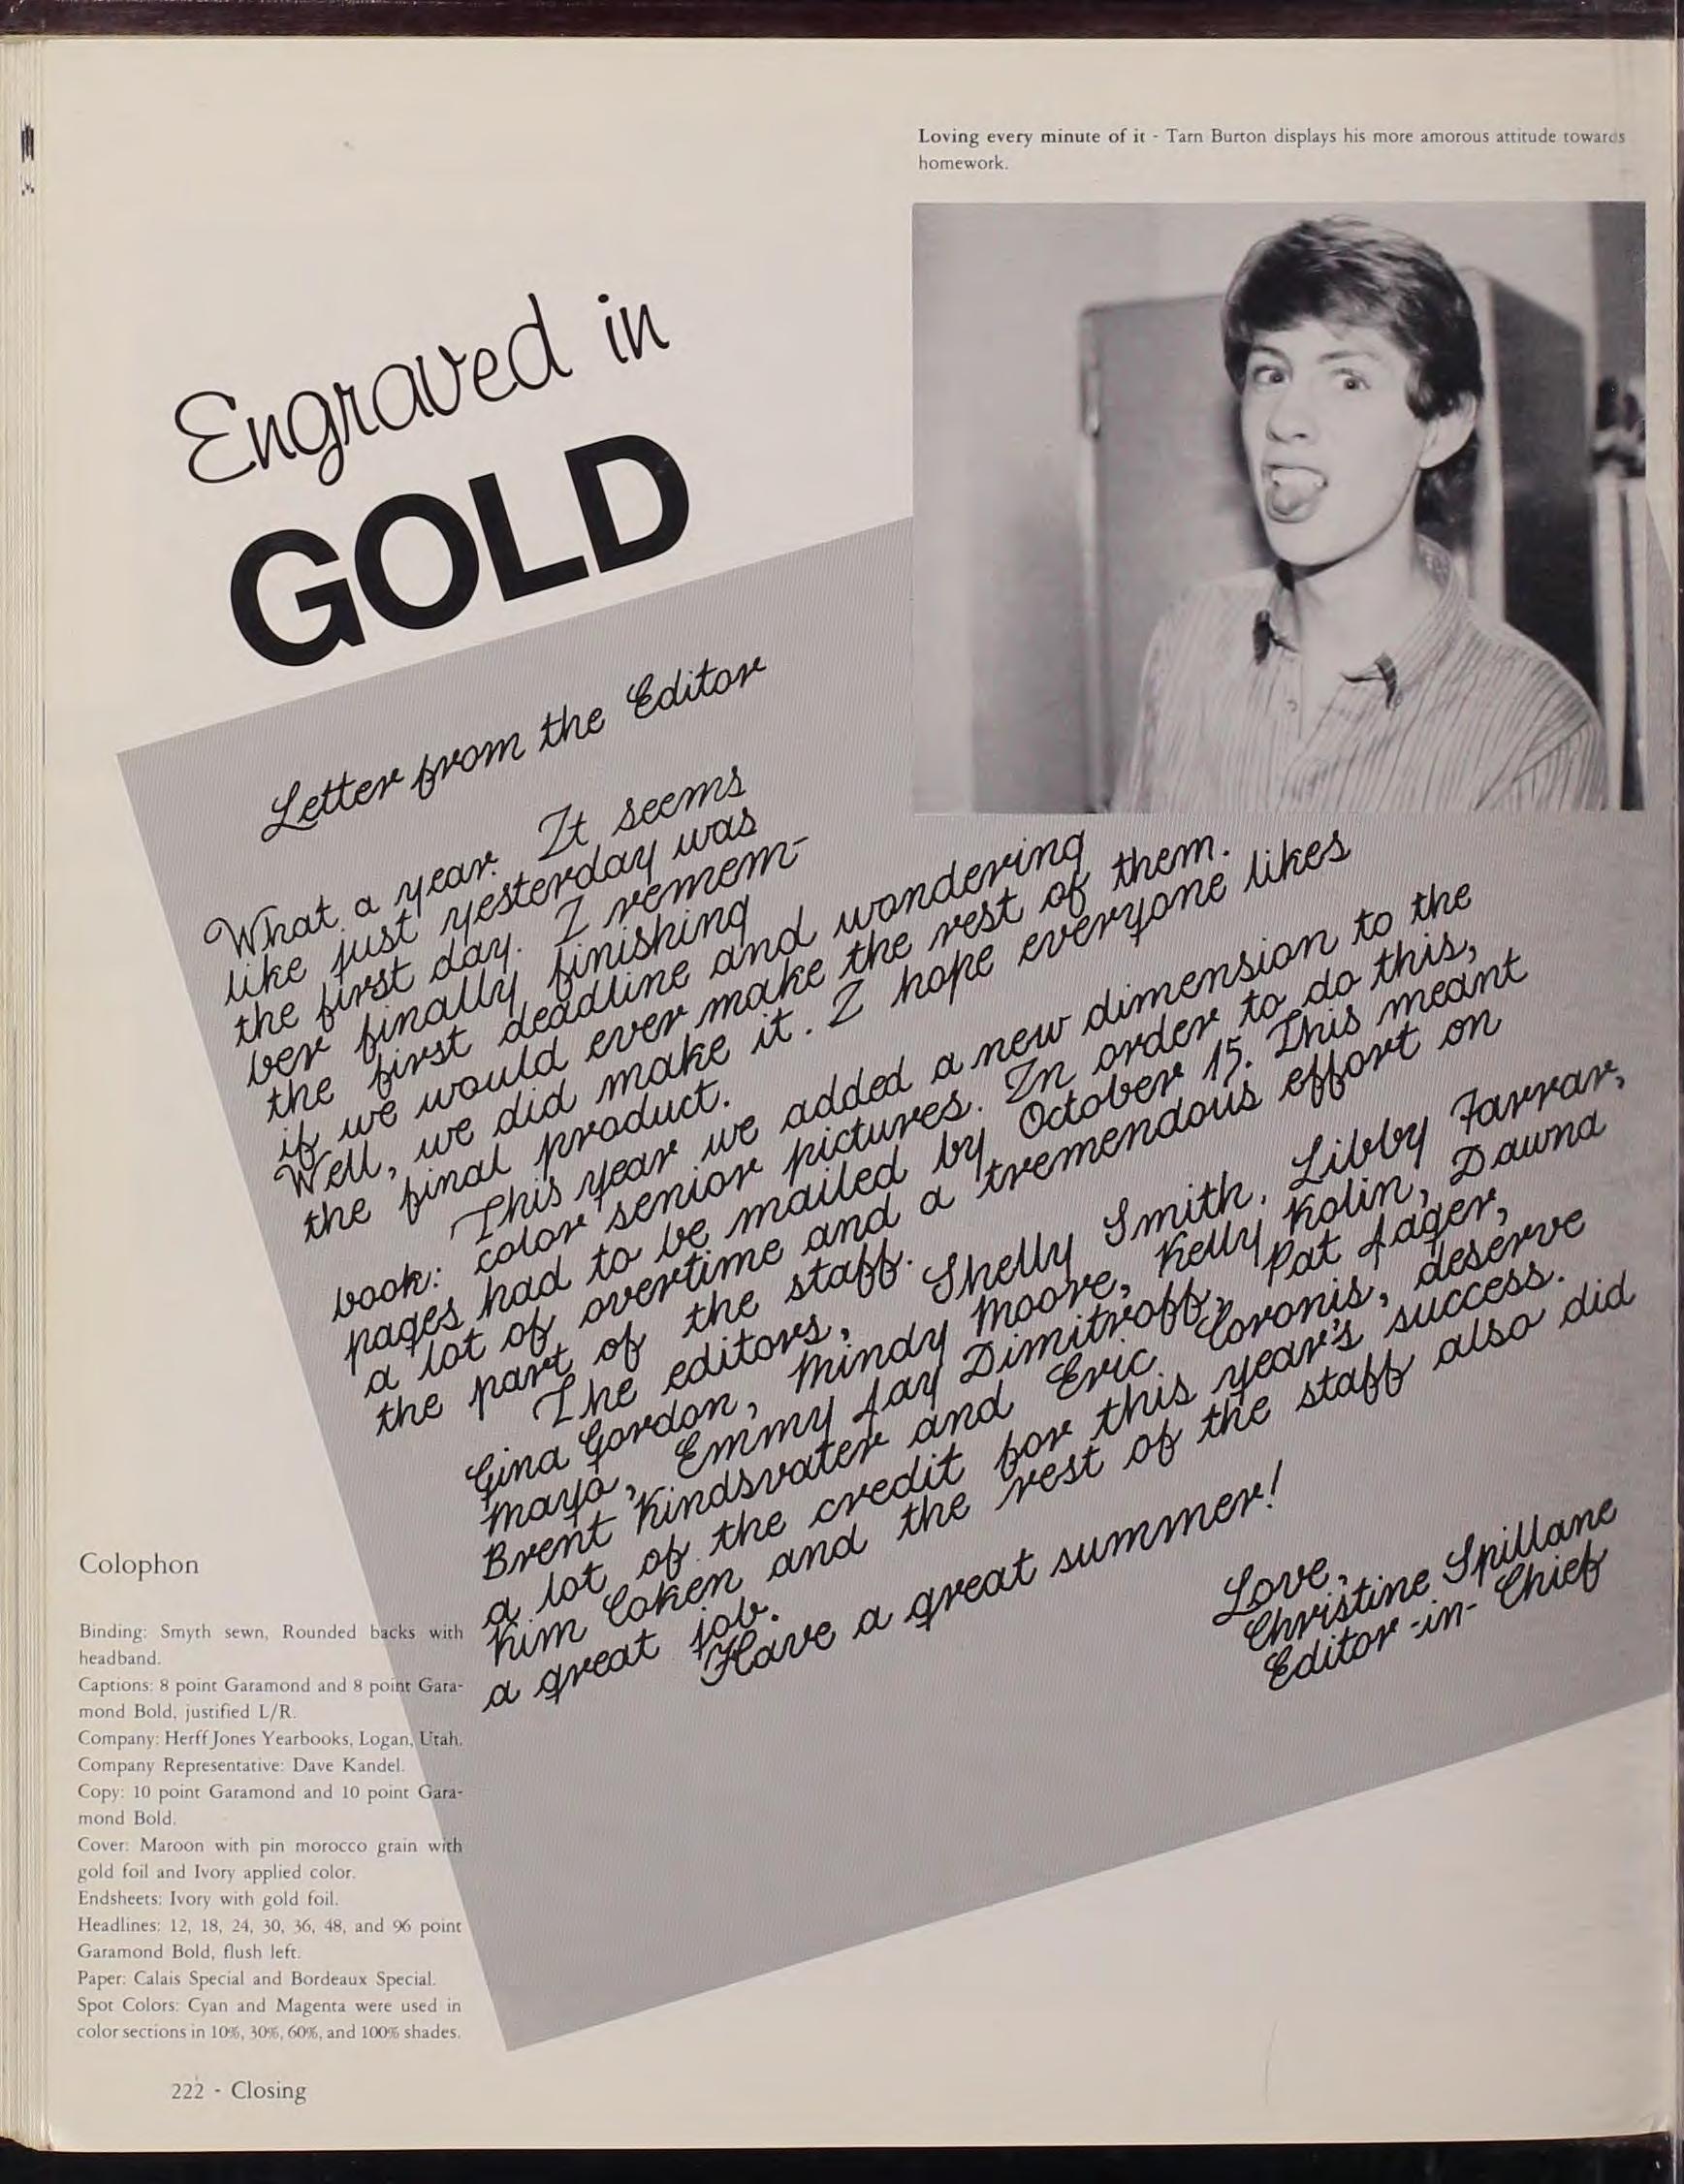 Loving every minute of it - Tarn Burton displays his more amorous attitude towards
homework.
Engraved in
GOLD
Letter from the Editor
What a year. It seems
like just yesterday was
the first day. I remem-
ber finally finishing
the first deadline and wondering
if we would ever make the rest of them.
Well, we did make it. I hope everyone likes
the final product.
This year we added a new dimension to the
book: color senior pictures. In order to do this,
pages had to be mailed by October 15. This meant
a lot of overtime and a tremendous effort on
the part of the staff.
The editors, Shelly Smith, Libby Farrar,
Gina Gordon, Mindy Moore, Kelly Kolin, Dawna
Mayo, Emmy Jay Dimitroff, Pat Jager,
Brent Kindsvater and Eric Coronis, deserve
a lot of the credit for this year's success.
Kim Coken and the rest of the staff also did
a great job.
Have a great summer!
Love,
Christine Spillane
Editor-in-Chief
Colophon
Binding: Smyth sewn, Rounded backs with
headband.
Captions: 8 point Garamond and 8 point Gara-
mond Bold, justified L/R.
Company: Herff Jones Yearbooks, Logan, Utah.
Company Representative: Dave Kandel.
Copy: 10 point Garamond and 10 point Gara-
mond Bold.
Cover: Maroon with pin morocco grain with
gold foil and Ivory applied color.
Endsheets: Ivory with gold foil.
Headlines: 12, 18, 24, 30, 36, 48, and 96 point
Garamond Bold, flush left.
Paper: Calais Special and Bordeaux Special.
Spot Colors: Cyan and Magenta were used in
color sections in 10%, 30%, 60%, and 100% shades.
222 - Closing